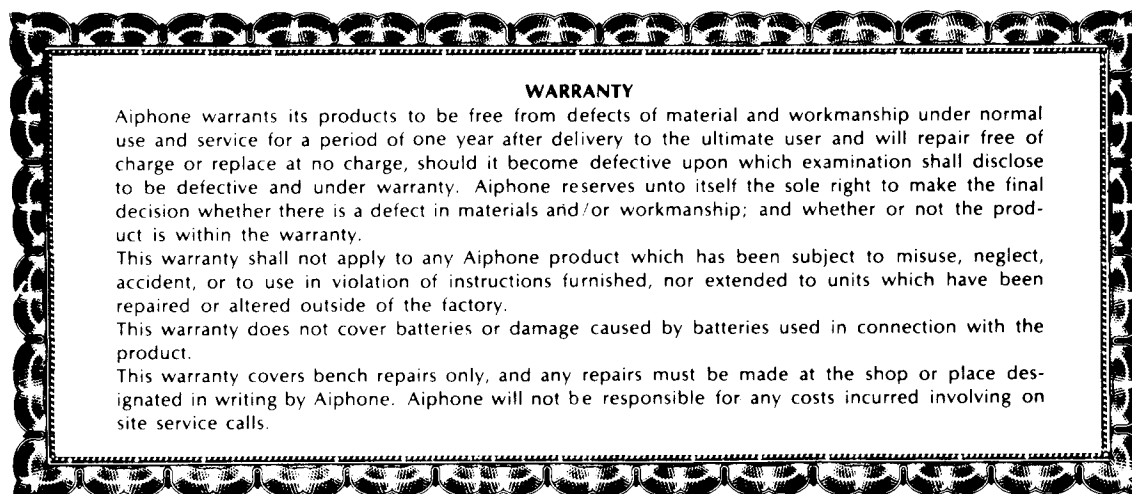 WARRANTY
Aiphone warrants its products to be free from defects of material and workmanship under normal
use and service for a period of one year after delivery to the ultimate user and will repair free of
charge or replace at no charge, should it become defective upon which examination shall disclose
to be defective and under warranty. Aiphone reserves unto itself the sole right to make the final
decision whether there is a defect in materials and/or workmanship; and whether or not the prod-
uct is within the warranty.
This warranty shall not apply to any Aiphone product which has been subject to misuse, neglect,
accident, or to use in violation of instructions furnished, nor extended to units which have been
repaired or altered outside of the factory.
This warranty does not cover batteries or damage caused by batteries used in connection with the
product.
This warranty covers bench repairs only, and any repairs must be made at the shop or place des-
ignated in writing by Aiphone. Aiphone will not be responsible for any costs incurred involving on
site service calls.